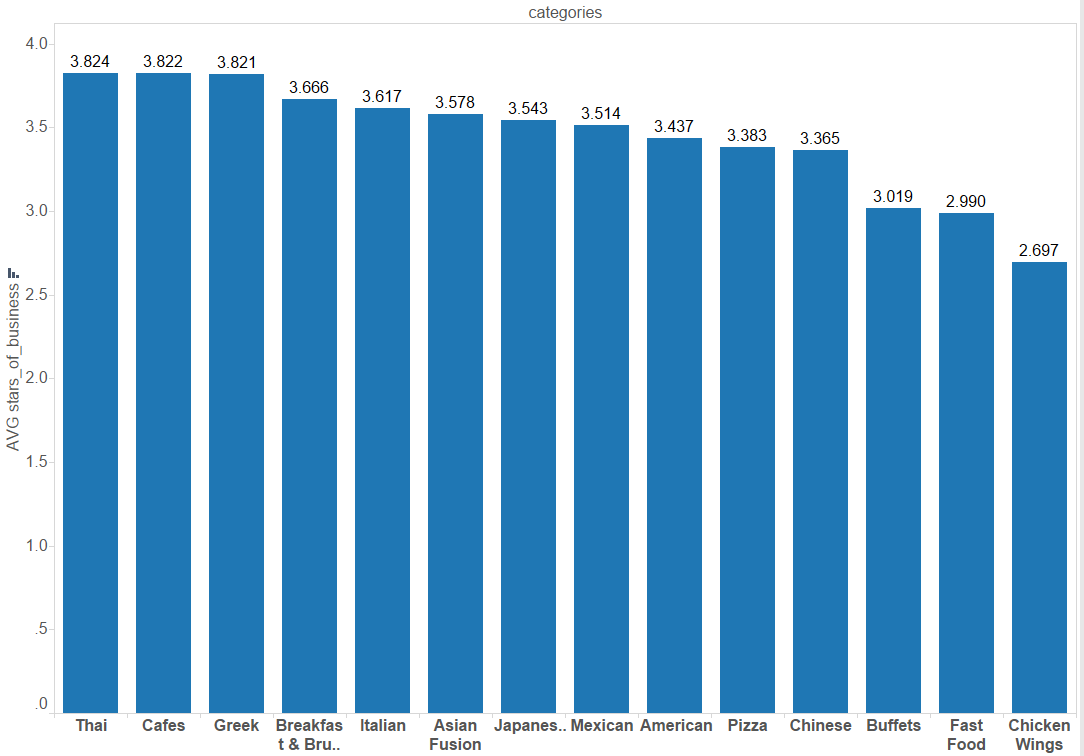 categories
AVG stars_of_business
4.0
3.5
3.0
2.5
2.0
1.5
1.0
.5
.0
3.824
3.822
3.821
3.666
3.617
3.578
3.543
3.514
3.437
3.383
3.365
3.019
2.990
2.697
Thai
Cafes
Greek
Breakfas
t & Bru..
Italian
Asian
Fusion
Japanes..
Mexican
American
Pizza
Chinese
Buffets
Fast
Food
Chicken
Wings